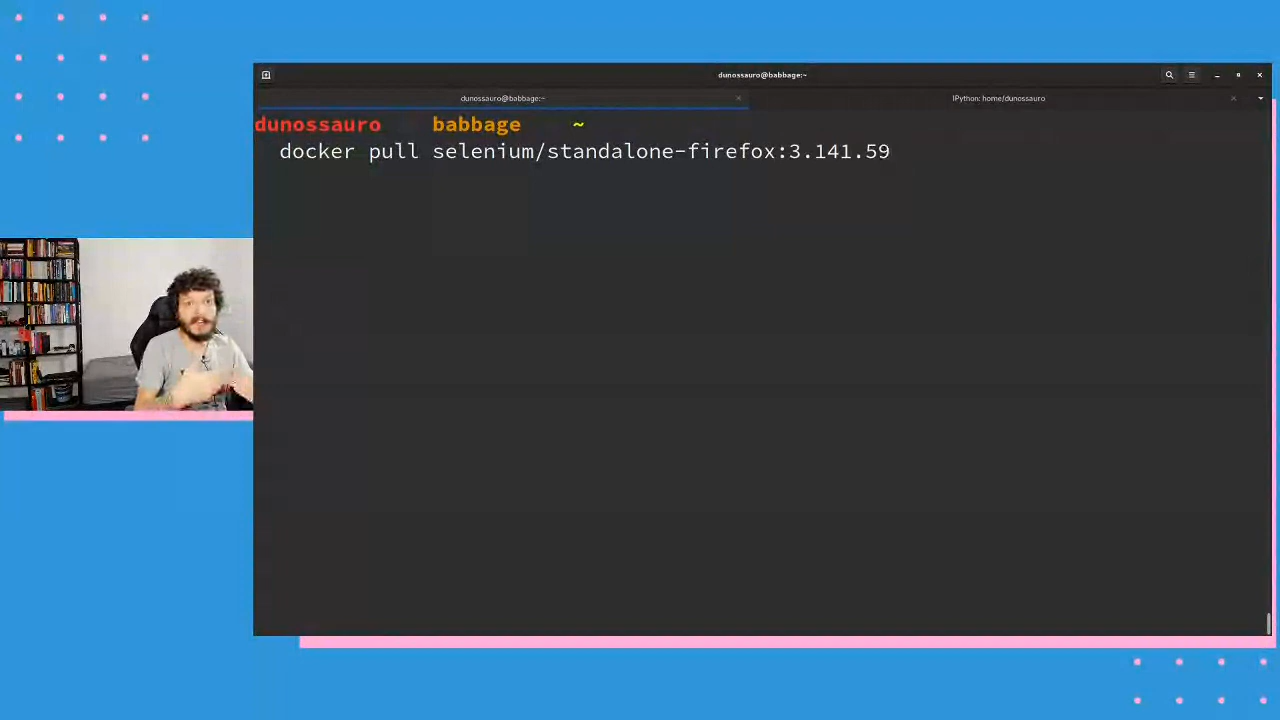 dunossauro@babbage:~
dunossauro@babbage:~
IPython: home/dunossauro
dunossauro babbage ~
docker pull selenium/standalone-firefox:3.141.59